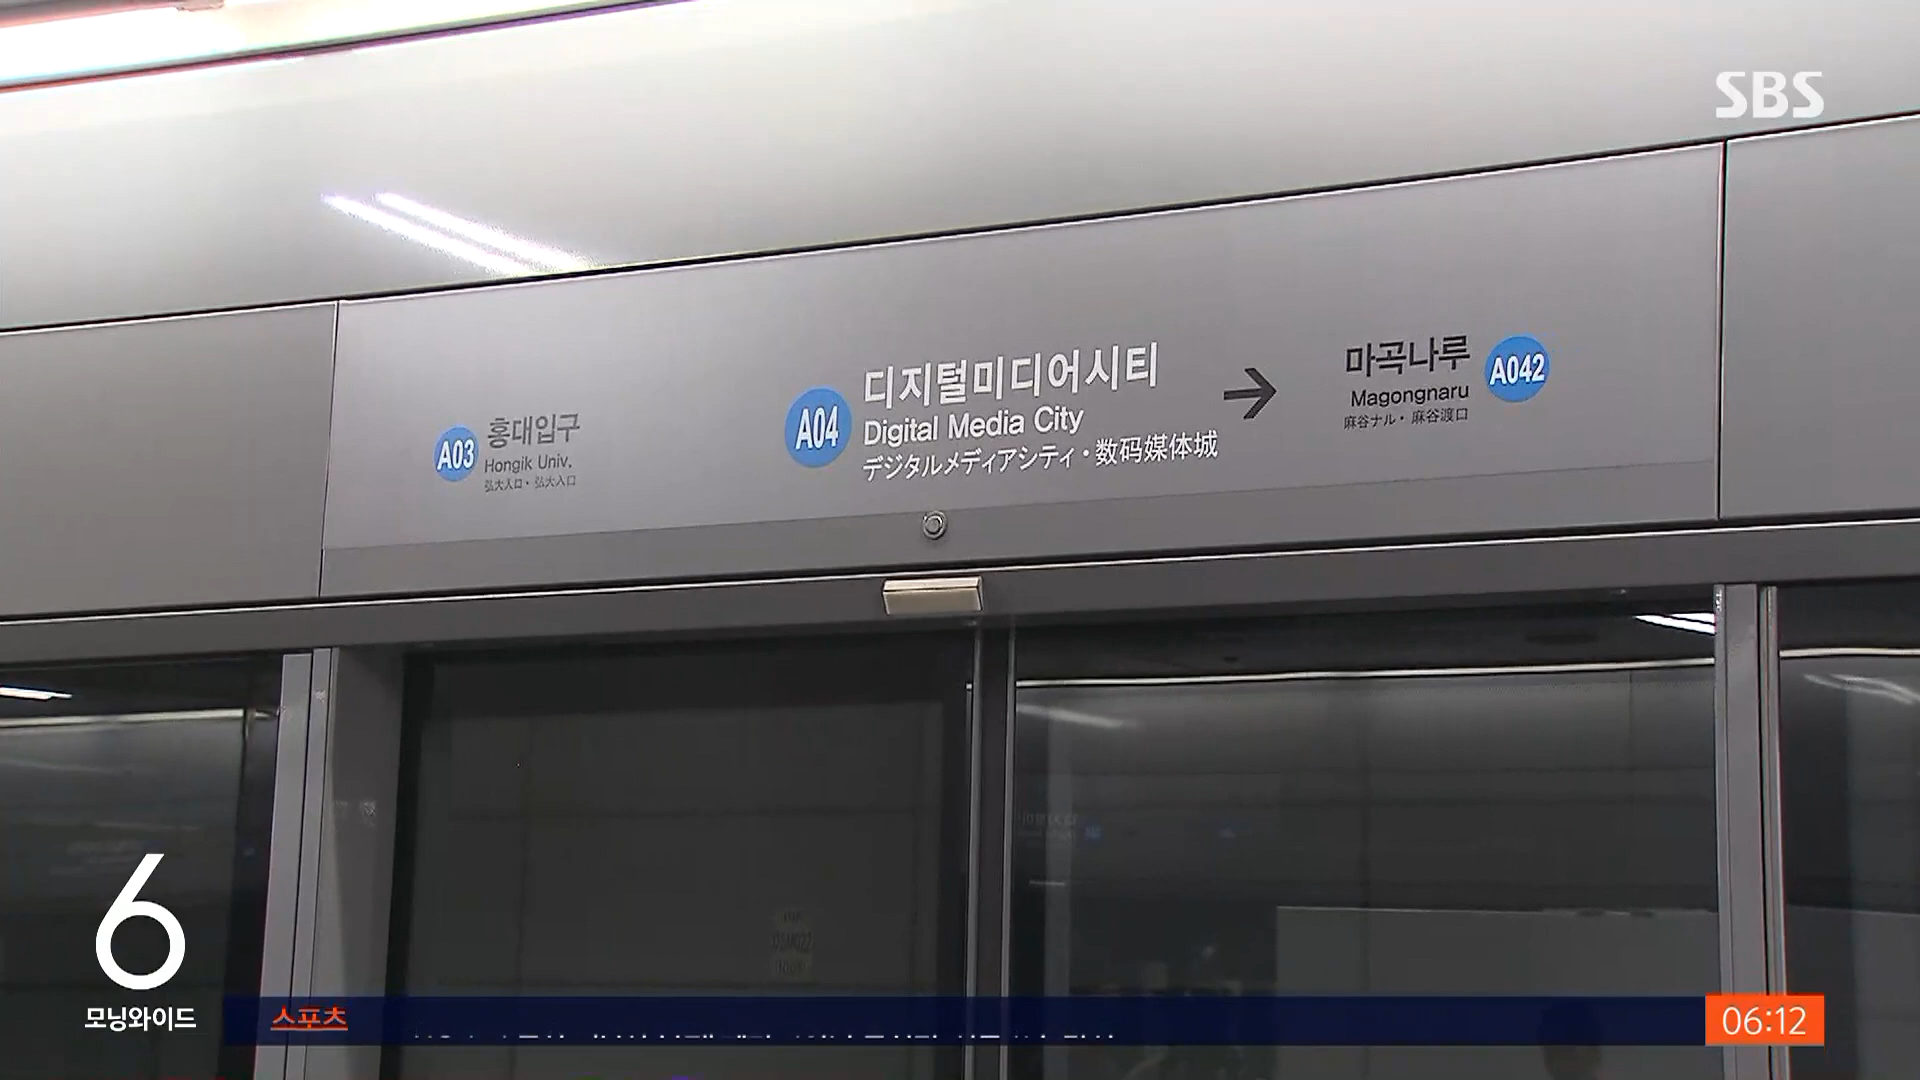 SBS
A03
홍대입구
Hongik Univ.
弘大入口・弘大入口
A04
디지털미디어시티
Digital Media City
デジタルメディアシティ・数码媒体城
→
마곡나루
Magongnaru
麻谷ナル・麻谷渡口
A042
6
모닝와이드
스포츠
06:12